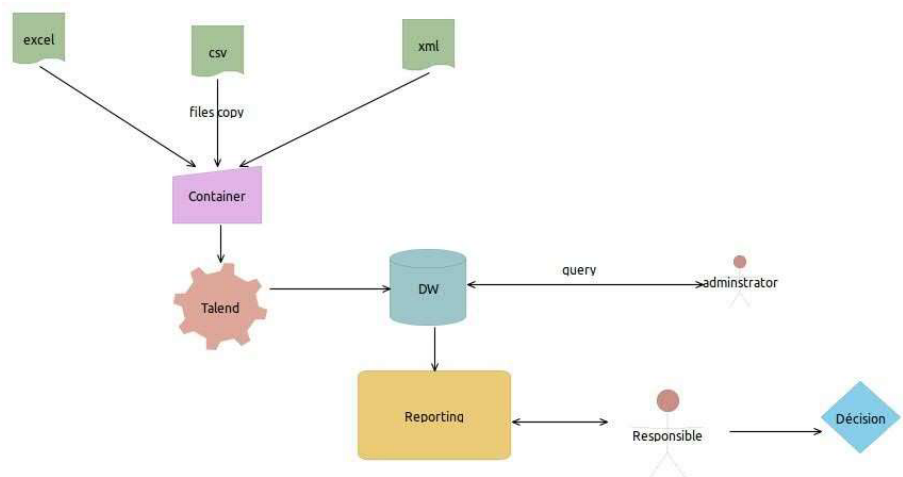 excel
csv
xml
files copy
Container
Talend
DW
query
adminstrator
Reporting
Responsible
Décision